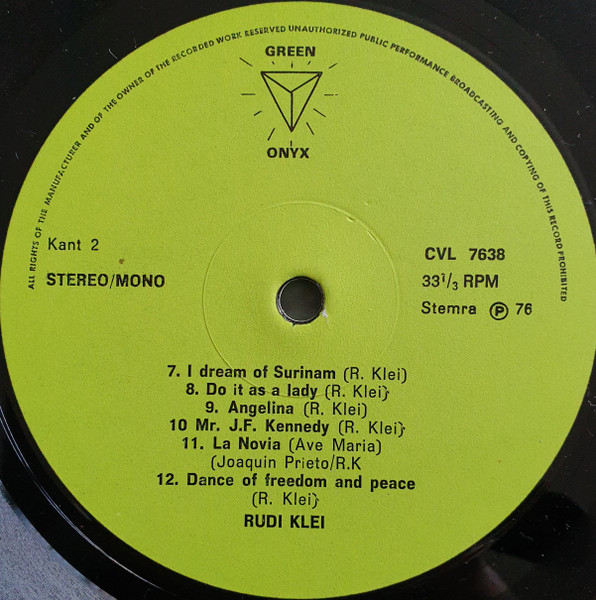 ALL RIGHTS OF THE MANUFACTURER AND OF THE OWNER OF THE RECORDED WORK RESERVED UNAUTHORIZED PUBLIC PERFORMANCE BROADCASTING AND COPYING OF THIS RECORD PROHIBITED
GREEN
ONYX
Kant 2
STEREO/MONO
CVL 7638
33 1/3 RPM
Stemra Ⓟ 76
7. I dream of Surinam (R. Klei)
8. Do it as a lady (R. Klei}
9. Angelina (R. Klei)
10 Mr. J.F. Kennedy (R. Klei}
11. La Novia (Ave Maria)
(Joaquin Prieto/R.K
12. Dance of freedom and peace
(R. Klei}
RUDI KLEI